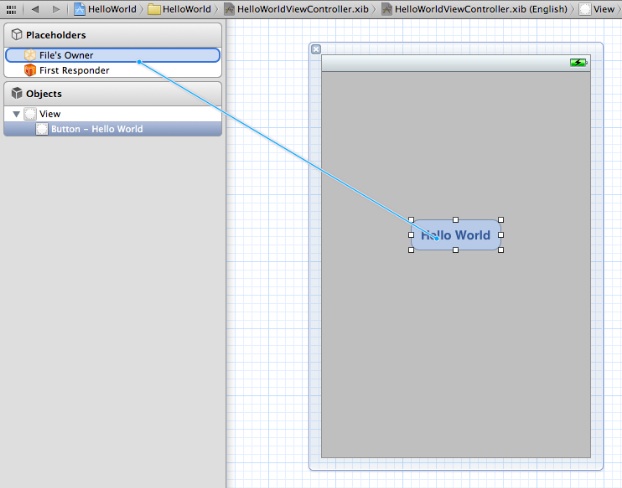 HelloWorld HelloWorld HelloWorldViewController.xib HelloWorldViewController.xib (English) View
Placeholders
File's Owner
First Responder
Objects
View
Button - Hello World
Hello World